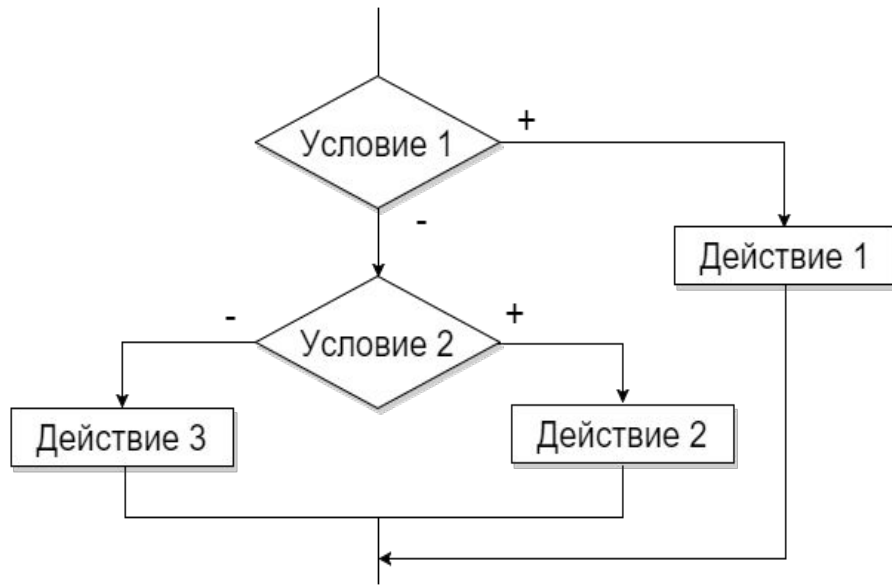 Условие 1
+
-
Действие 1
Условие 2
-
+
Действие 3
Действие 2